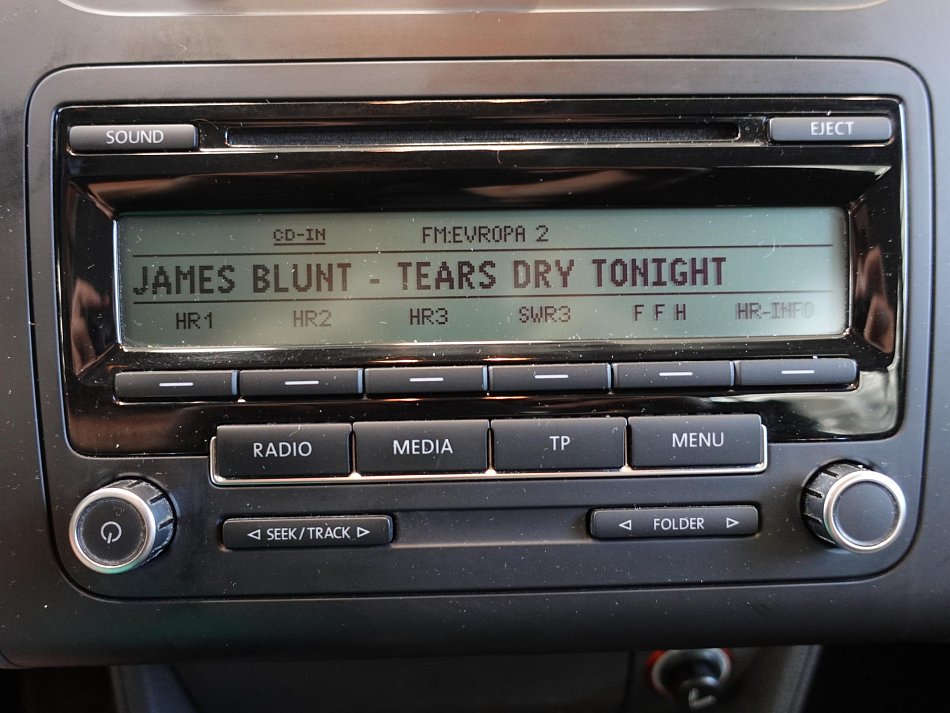 SOUND
EJECT
CD-IN FM:EVROPA 2
JAMES BLUNT - TEARS DRY TONIGHT
HR1 HR2 HR3 SWR3 F F H HR-INFO
RADIO MEDIA TP MENU
SEEK/TRACK FOLDER